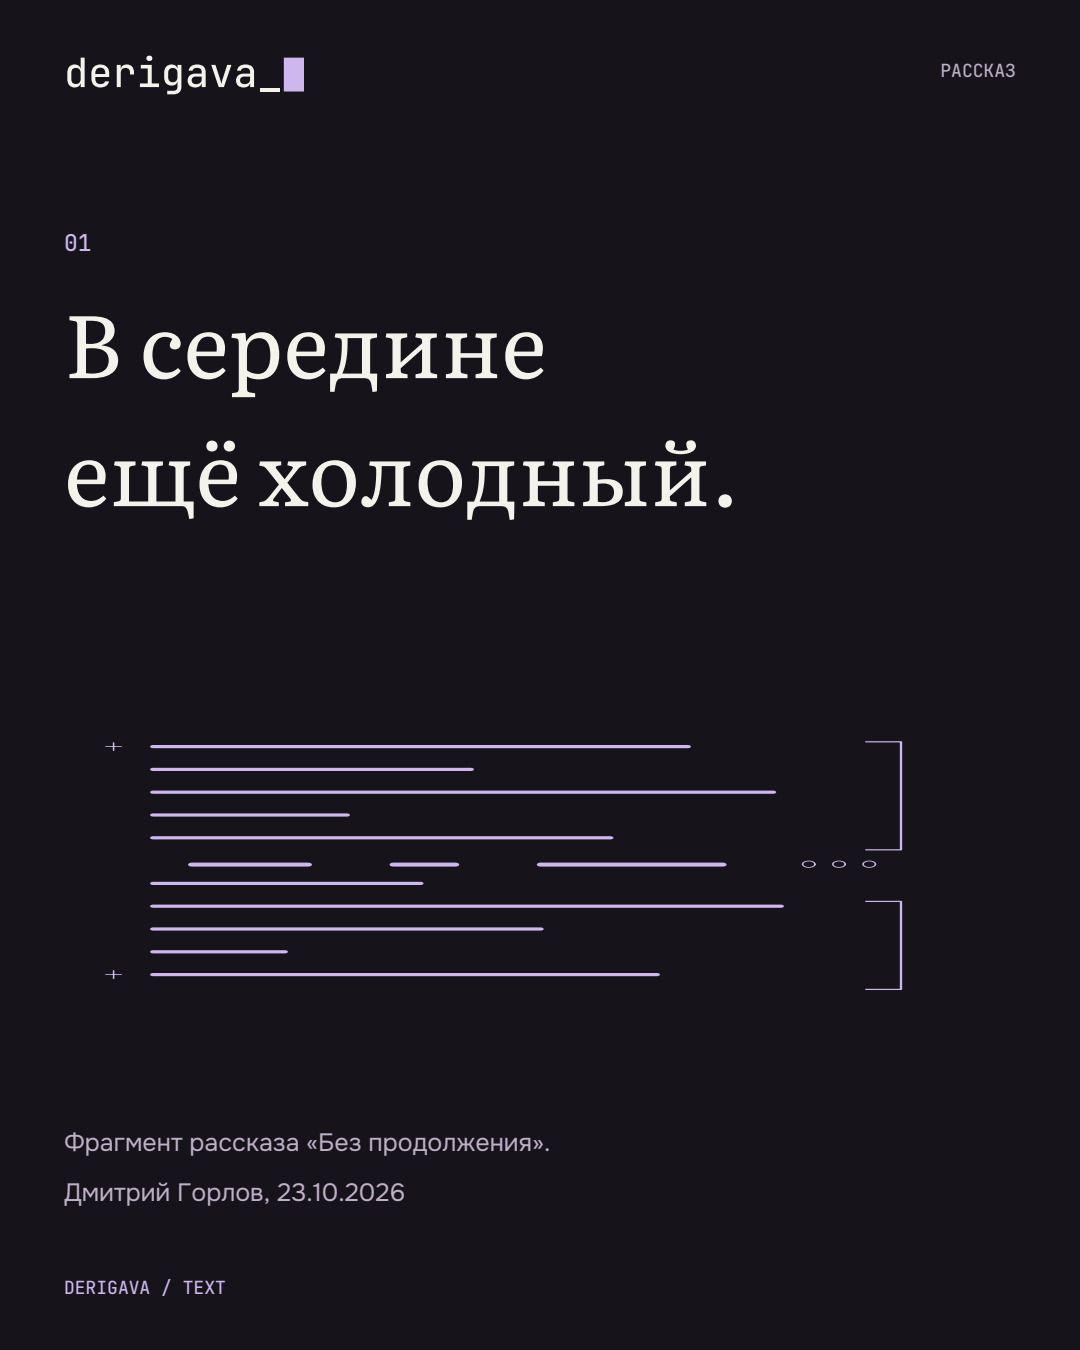 derigava_
РАССКАЗ
01
В середине
ещё холодный.
Фрагмент рассказа «Без продолжения».
Дмитрий Горлов, 23.10.2026
DERIGAVA / TEXT